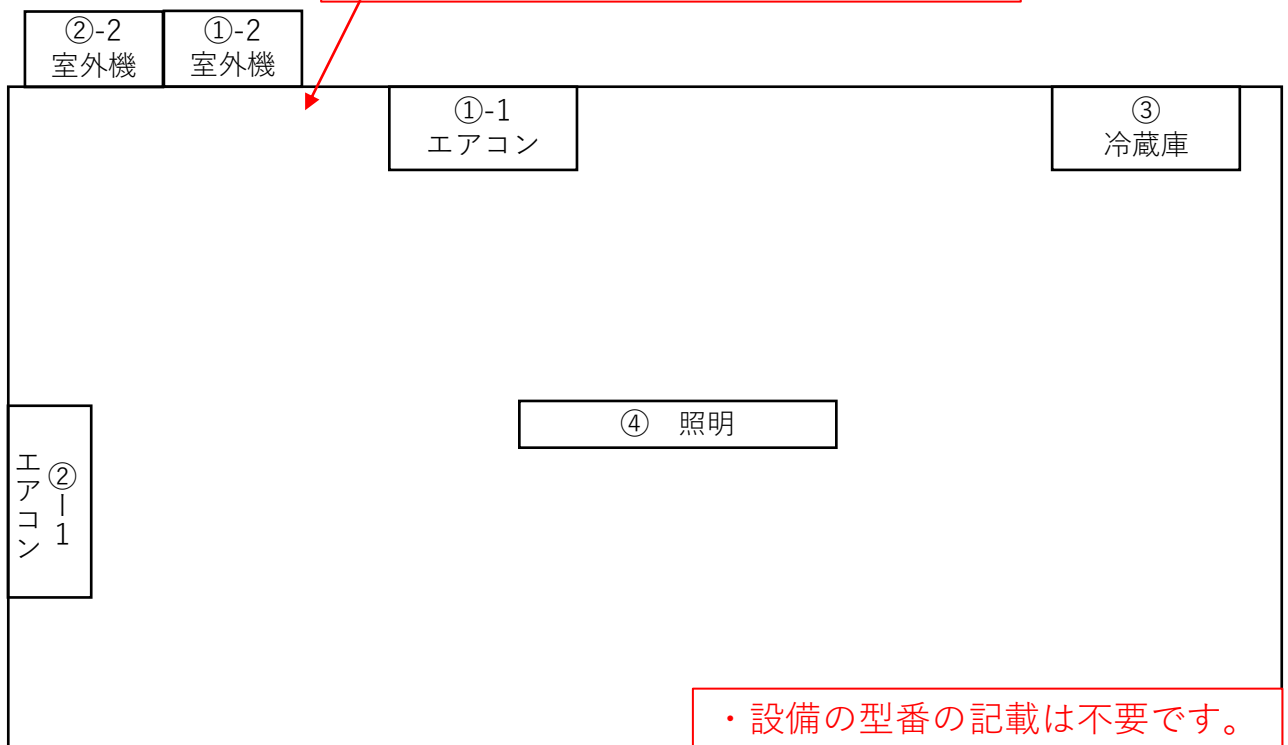 ②-2
室外機
①-2
室外機
①-1
エアコン
③
冷蔵庫
④　照明
②ー1
エアコン
・設備の型番の記載は不要です。